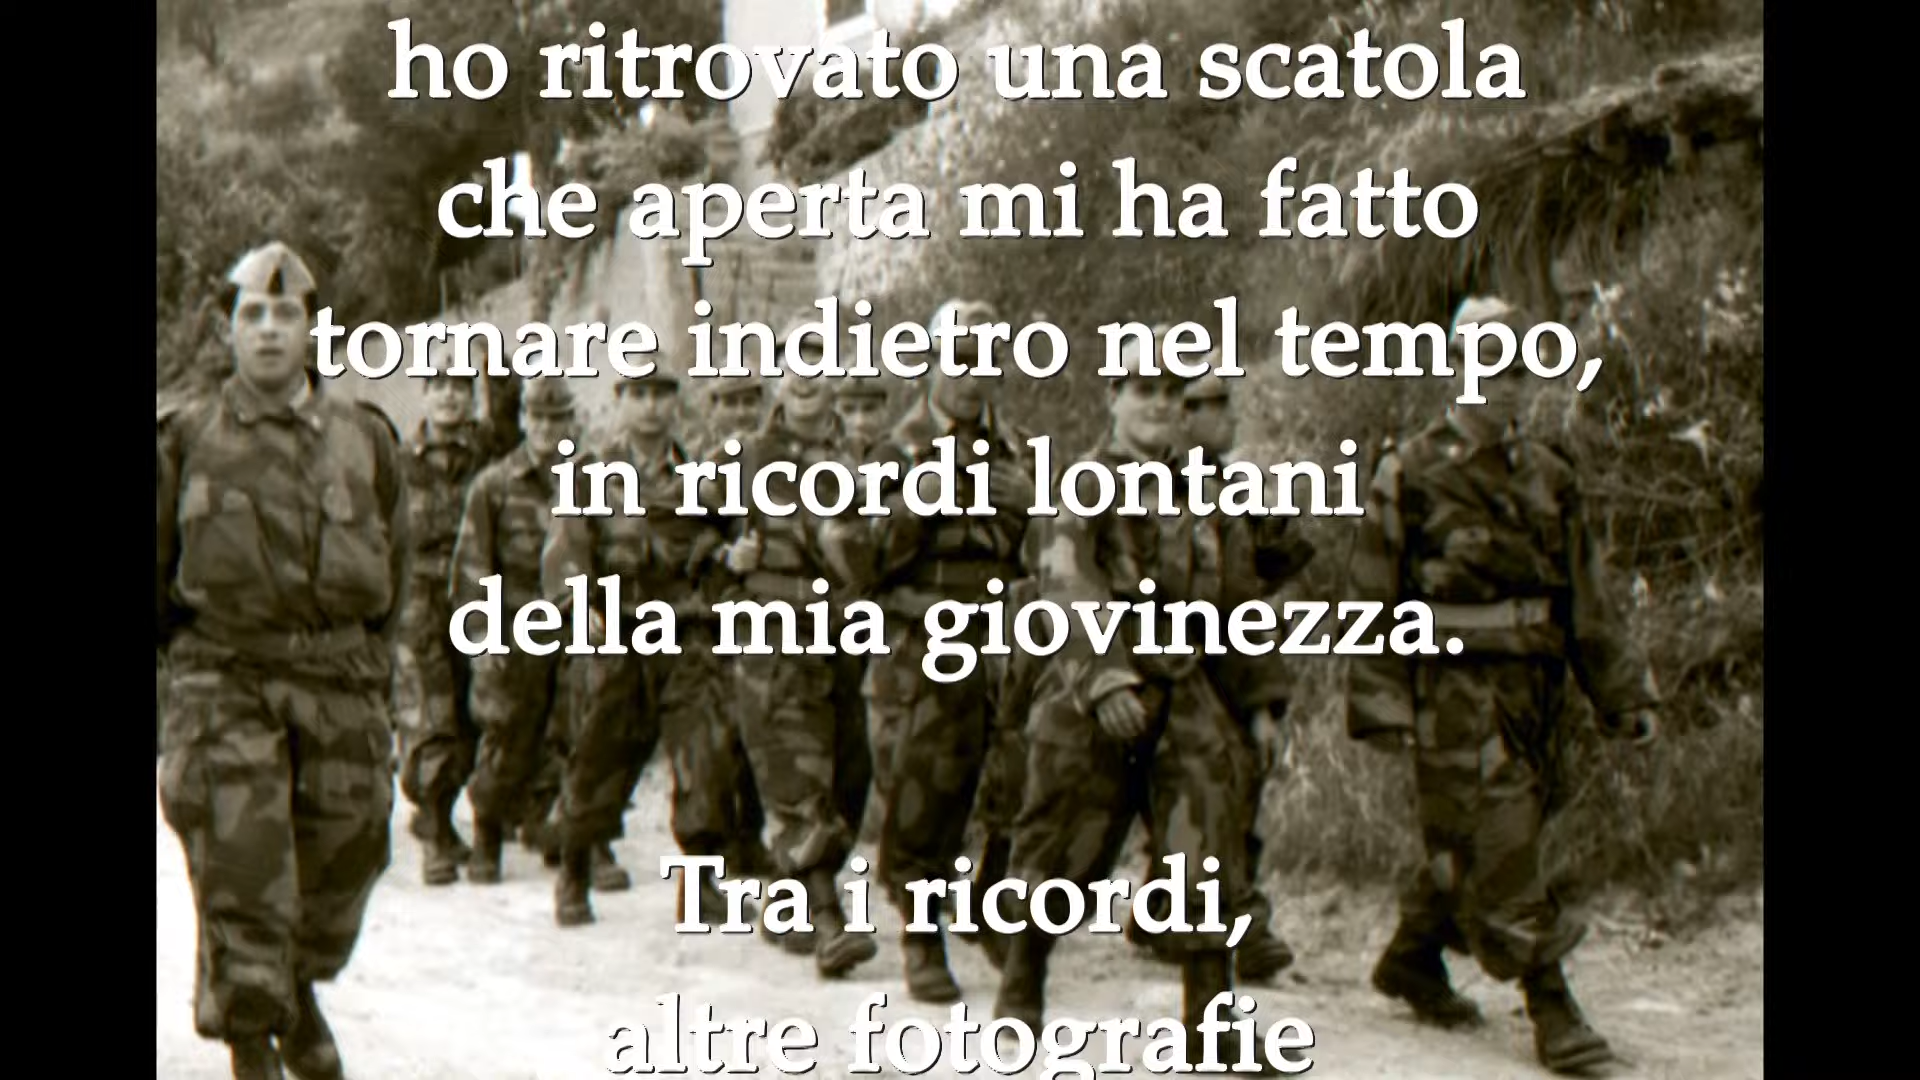 ho ritrovato una scatola
che aperta mi ha fatto
tornare indietro nel tempo,
in ricordi lontani
della mia giovinezza.
Tra i ricordi,
altre fotografie